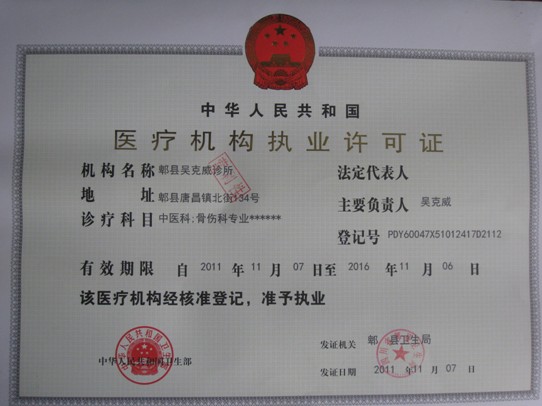 中华人民共和国
医疗机构执业许可证
机构名称 郫县吴克威诊所 法定代表人
地 址 郫县唐昌镇北街134号 主要负责人 吴克威
诊疗科目 中医科;骨伤科专业****** 登记号 PDY60047X51012417D2112
有效期限 自 2011 年 11 月 07 日至 2016 年 11 月 06 日
该医疗机构经核准登记，准予执业
中华人民共和国卫生部 发证机关 郫 县卫生局
发证日期 2011 年 11 月 07 日